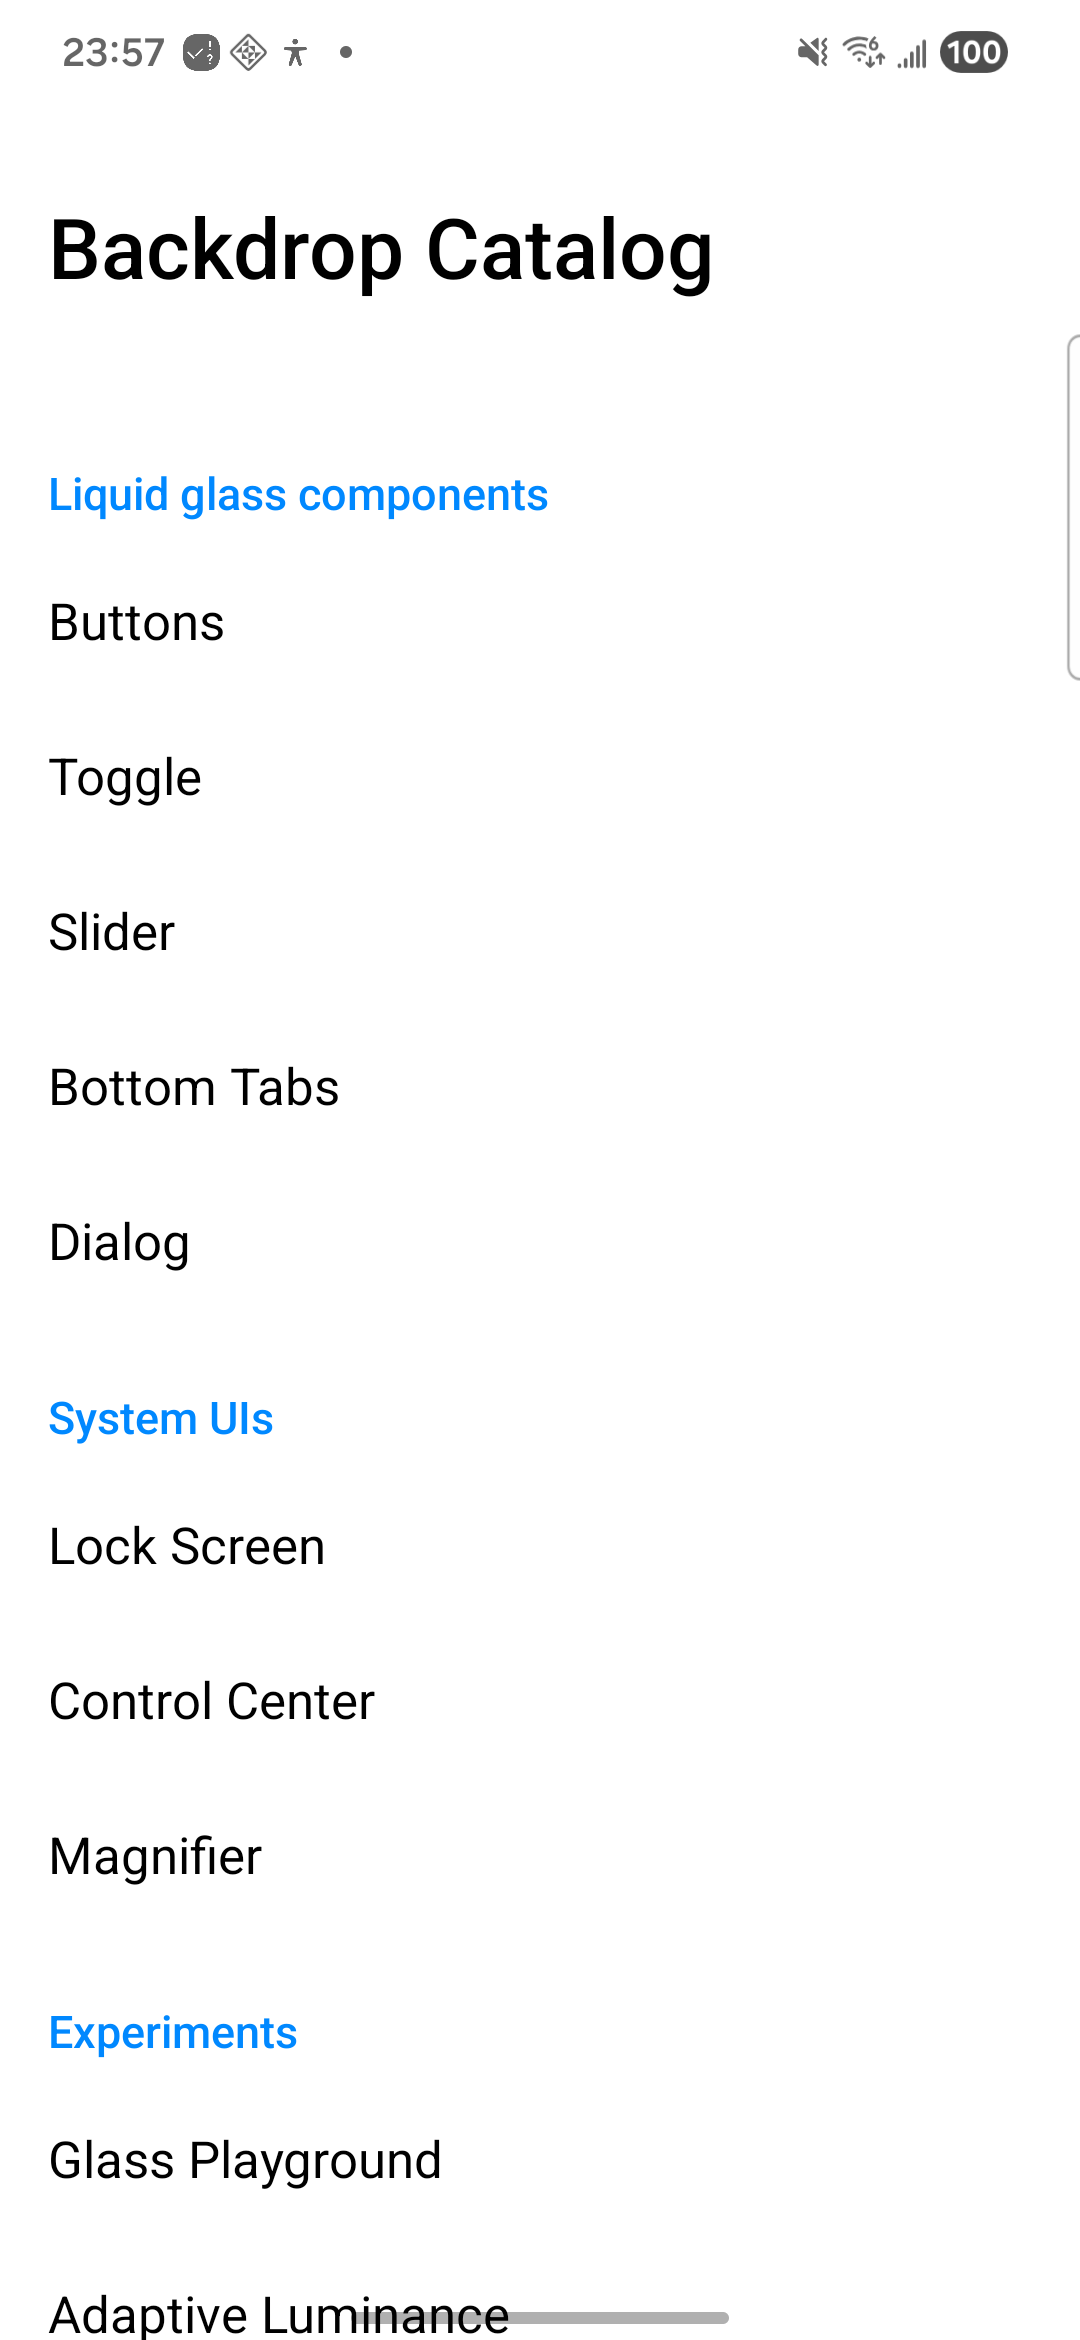 23:57
100
Backdrop Catalog
Liquid glass components
Buttons
Toggle
Slider
Bottom Tabs
Dialog
System UIs
Lock Screen
Control Center
Magnifier
Experiments
Glass Playground
Adaptive Luminance